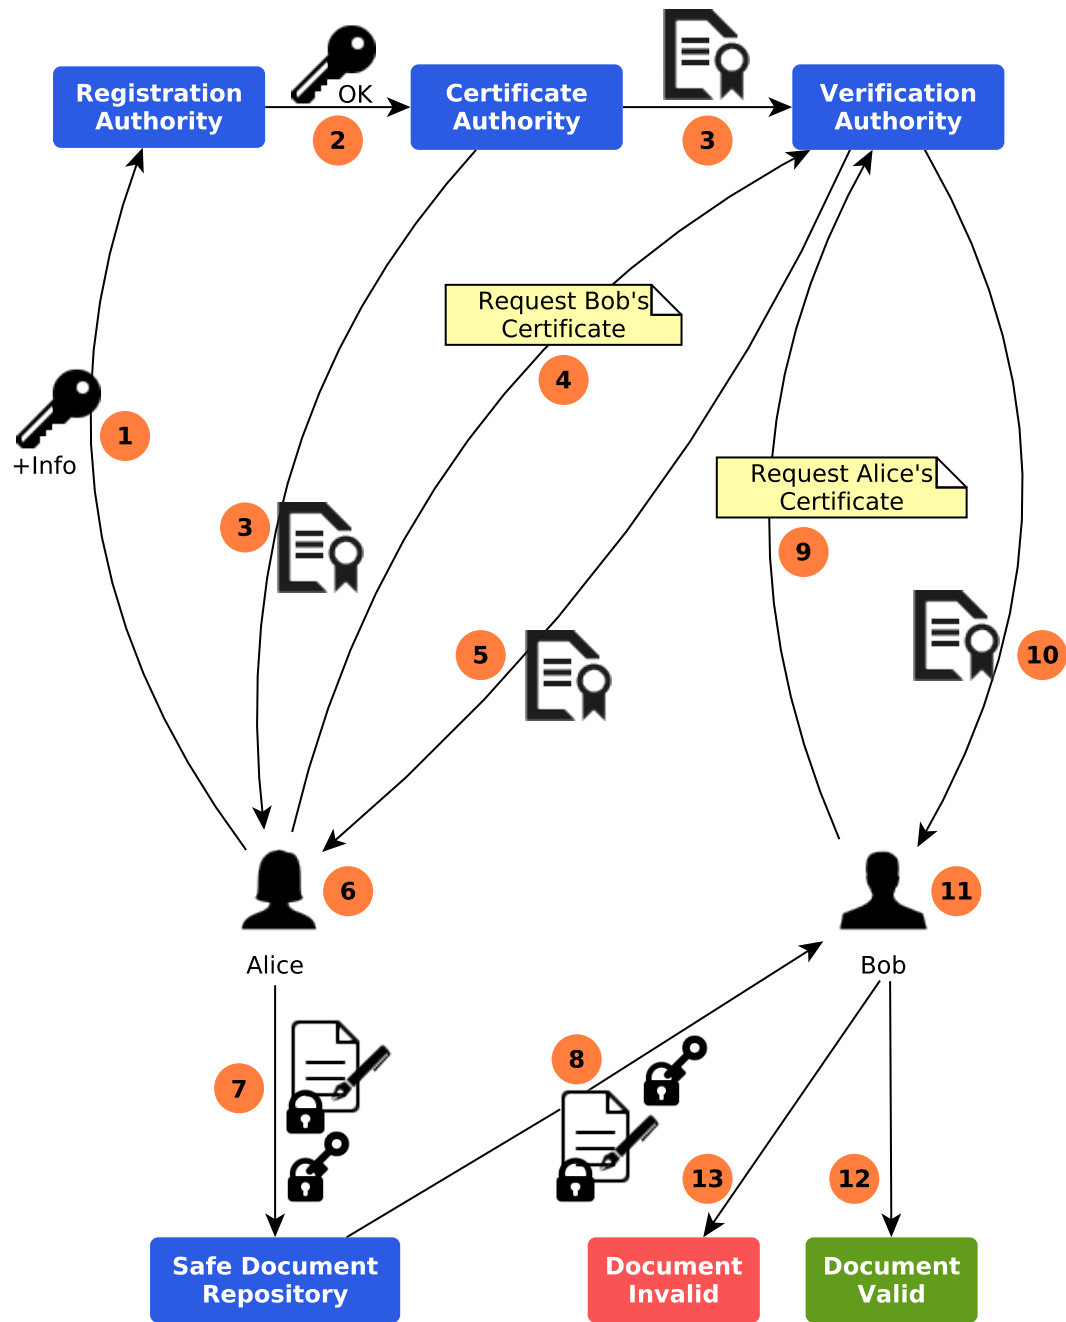 Registration
Authority
OK
2
Certificate
Authority
3
Verification
Authority
Request Bob's
Certificate
4
+Info
1
Request Alice's
Certificate
9
3
5
10
6
11
Alice
Bob
7
8
13
12
Safe Document
Repository
Document
Invalid
Document
Valid